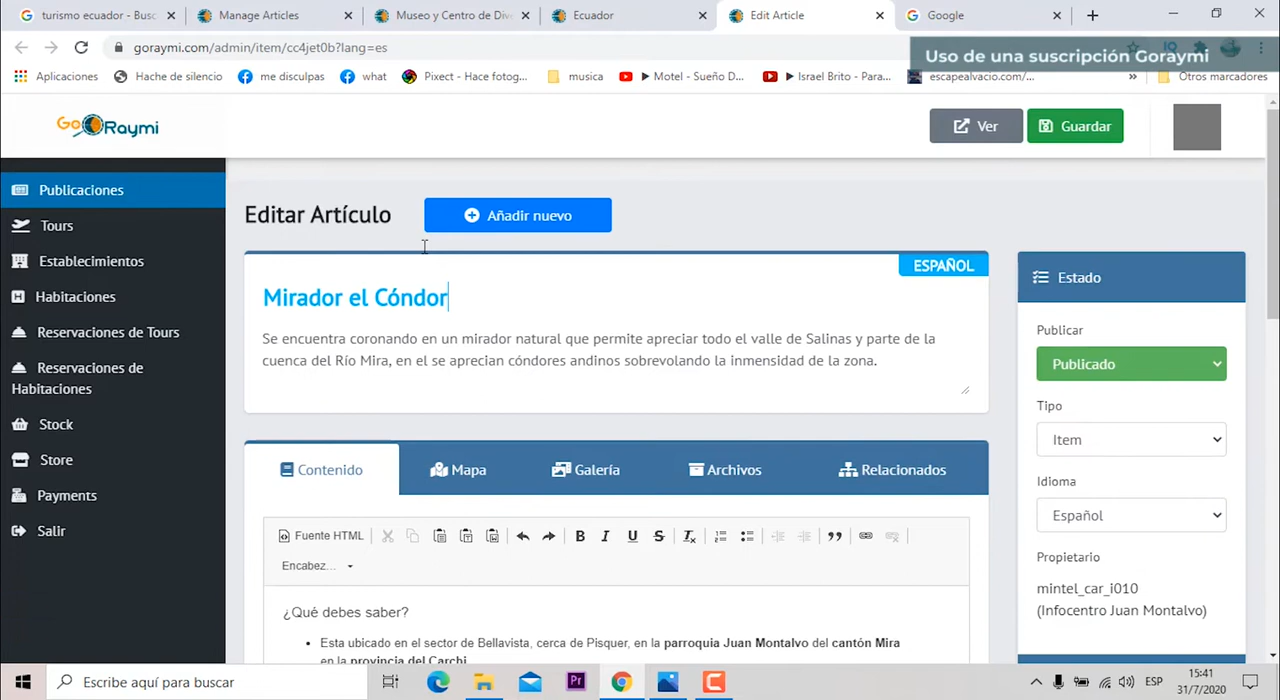 turismo ecuador - Busc
Manage Articles
Museo y Centro de Dive
Ecuador
Edit Article
Google
goraymi.com/admin/item/cc4jet0b?lang=es
Uso de una suscripción Goraymi
Aplicaciones
Hache de silencio
me disculpas
what
Pixect - Hace fotog...
musica
▶ Motel - Sueño D...
▶ Israel Brito - Para...
escapealvacio.com/...
»
Otros marcadores
GoRaymi
Ver
Guardar
Publicaciones
Tours
Establecimientos
Habitaciones
Reservaciones de Tours
Reservaciones de
Habitaciones
Stock
Store
Payments
Salir
Editar Artículo
Añadir nuevo
ESPAÑOL
Mirador el Cóndor
Se encuentra coronando en un mirador natural que permite apreciar todo el valle de Salinas y parte de la
cuenca del Río Mira, en el se aprecian cóndores andinos sobrevolando la inmensidad de la zona.
Contenido
Mapa
Galería
Archivos
Relacionados
Fuente HTML
B I U S Tx
Encabez...
¿Qué debes saber?
• Esta ubicado en el sector de Bellavista, cerca de Pisquer, en la parroquia Juan Montalvo del cantón Mira
en la provincia del Carchi
Estado
Publicar
Publicado
Tipo
Item
Idioma
Español
Propietario
mintel_car_i010
(Infocentro Juan Montalvo)
Escribe aquí para buscar
Pr
ESP
15:41
31/7/2020